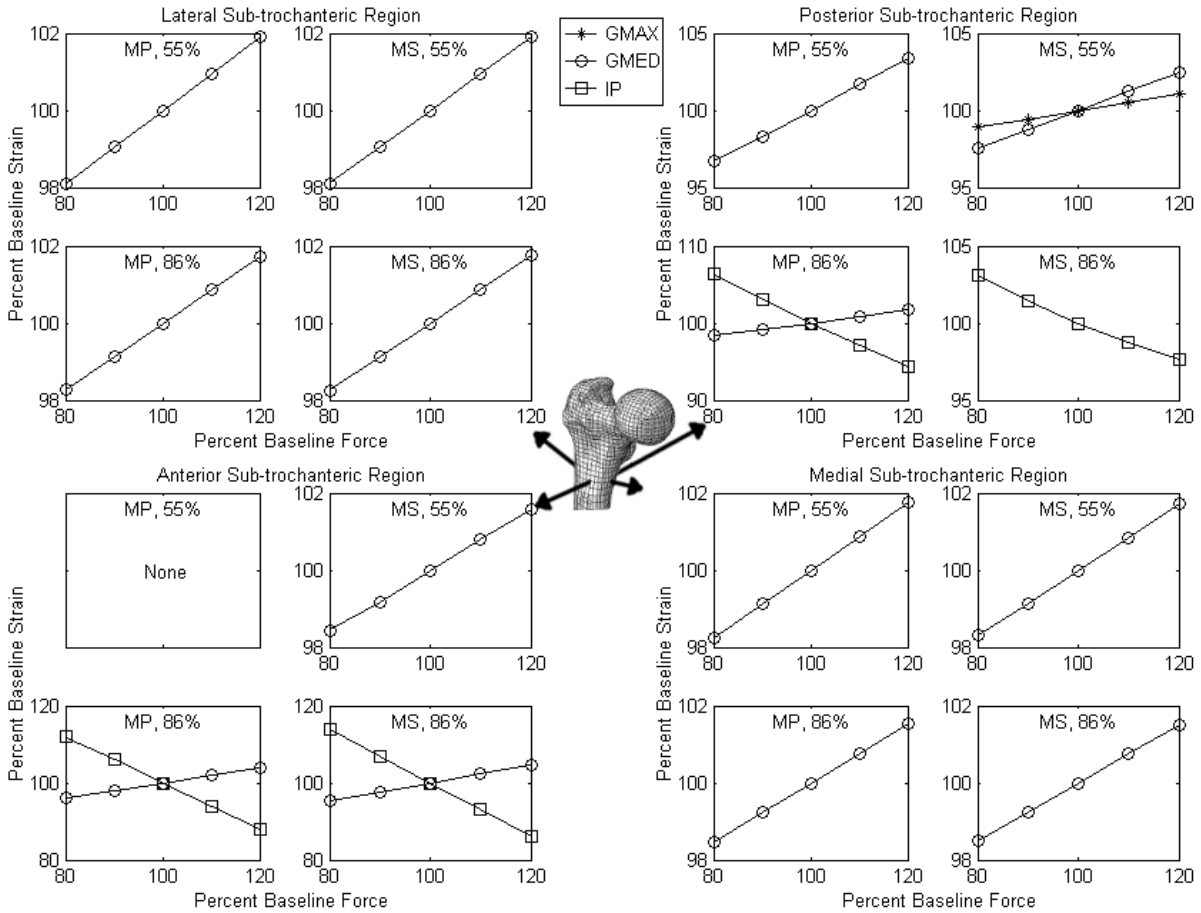 Lateral Sub-trochanteric Region
Percent Baseline Strain
102
100
98
MP, 55%
80 100 120
102
100
98
MS, 55%
80 100 120
102
100
98
MP, 86%
80 100 120
102
100
98
MS, 86%
80 100 120
Percent Baseline Force
GMAX
GMED
IP
Posterior Sub-trochanteric Region
Percent Baseline Strain
105
100
95
MP, 55%
80 100 120
105
100
95
MS, 55%
80 100 120
110
100
90
MP, 86%
80 100 120
105
100
95
MS, 86%
80 100 120
Percent Baseline Force
Anterior Sub-trochanteric Region
Percent Baseline Strain
MP, 55%
None
102
100
98
MS, 55%
80 100 120
120
100
80
MP, 86%
80 100 120
120
100
80
MS, 86%
80 100 120
Percent Baseline Force
Medial Sub-trochanteric Region
Percent Baseline Strain
102
100
98
MP, 55%
80 100 120
102
100
98
MS, 55%
80 100 120
102
100
98
MP, 86%
80 100 120
102
100
98
MS, 86%
80 100 120
Percent Baseline Force